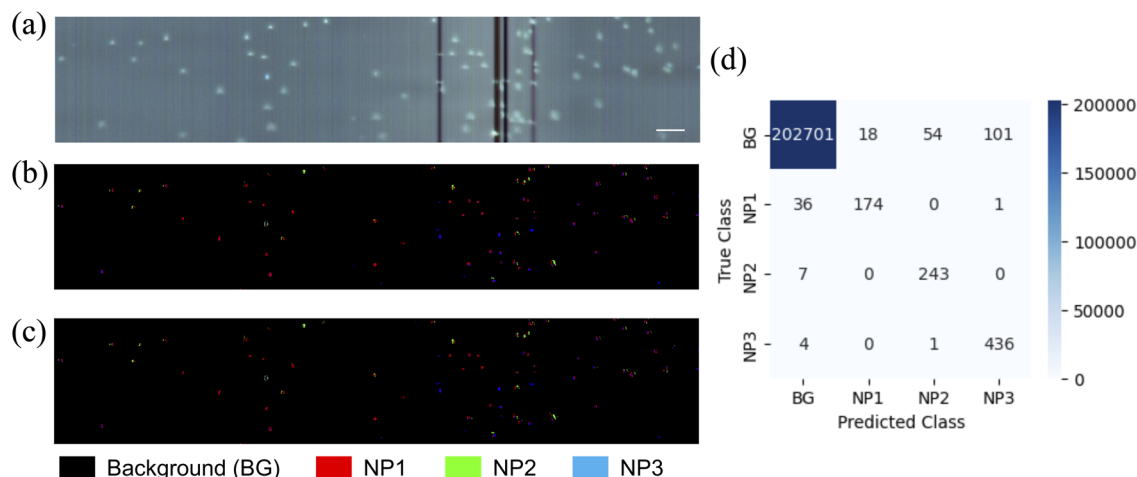 (a)
(b)
(c)
Background (BG) NP1 NP2 NP3
(d)
True Class
BG 202701 18 54 101
NP1 36 174 0 1
NP2 7 0 243 0
NP3 4 0 1 436
BG NP1 NP2 NP3
Predicted Class
200000
150000
100000
50000
0